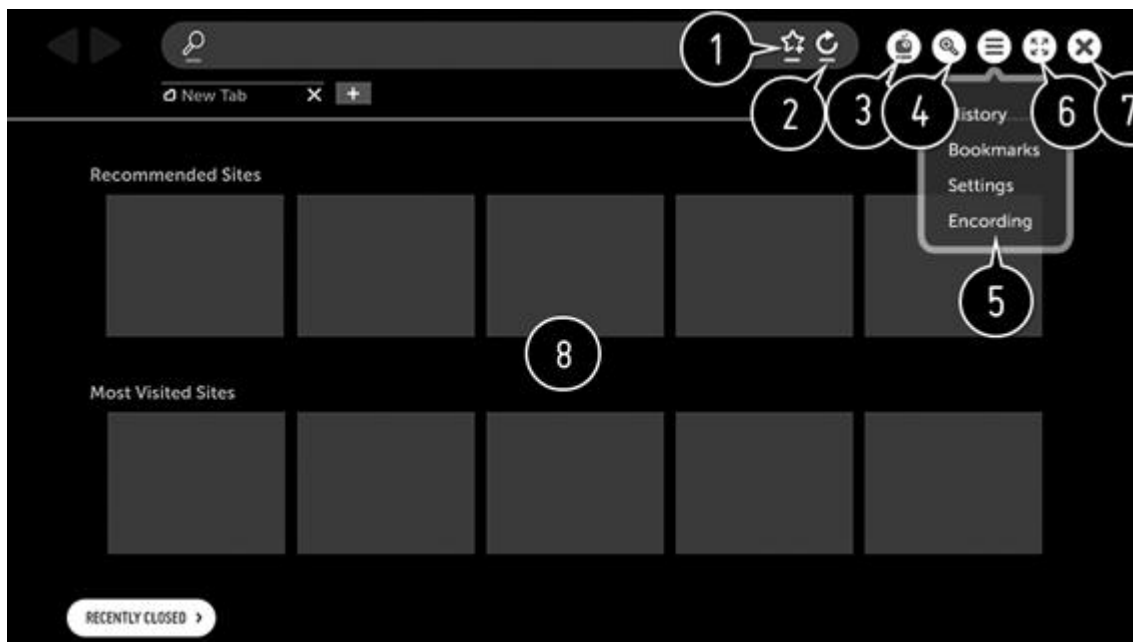 1
New Tab
2
3
4
6
7
History
Bookmarks
Recommended Sites
Settings
Encording
5
8
Most Visited Sites
RECENTLY CLOSED